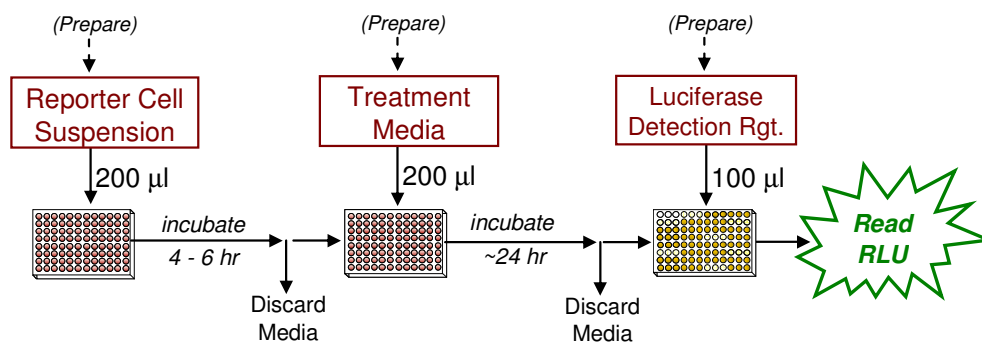 (Prepare)
(Prepare)
(Prepare)
Reporter Cell
Suspension
Treatment
Media
Luciferase
Detection Rgt.
200 µl
200 µl
100 µl
incubate
4 - 6 hr
incubate
~24 hr
Read
RLU
Discard
Media
Discard
Media